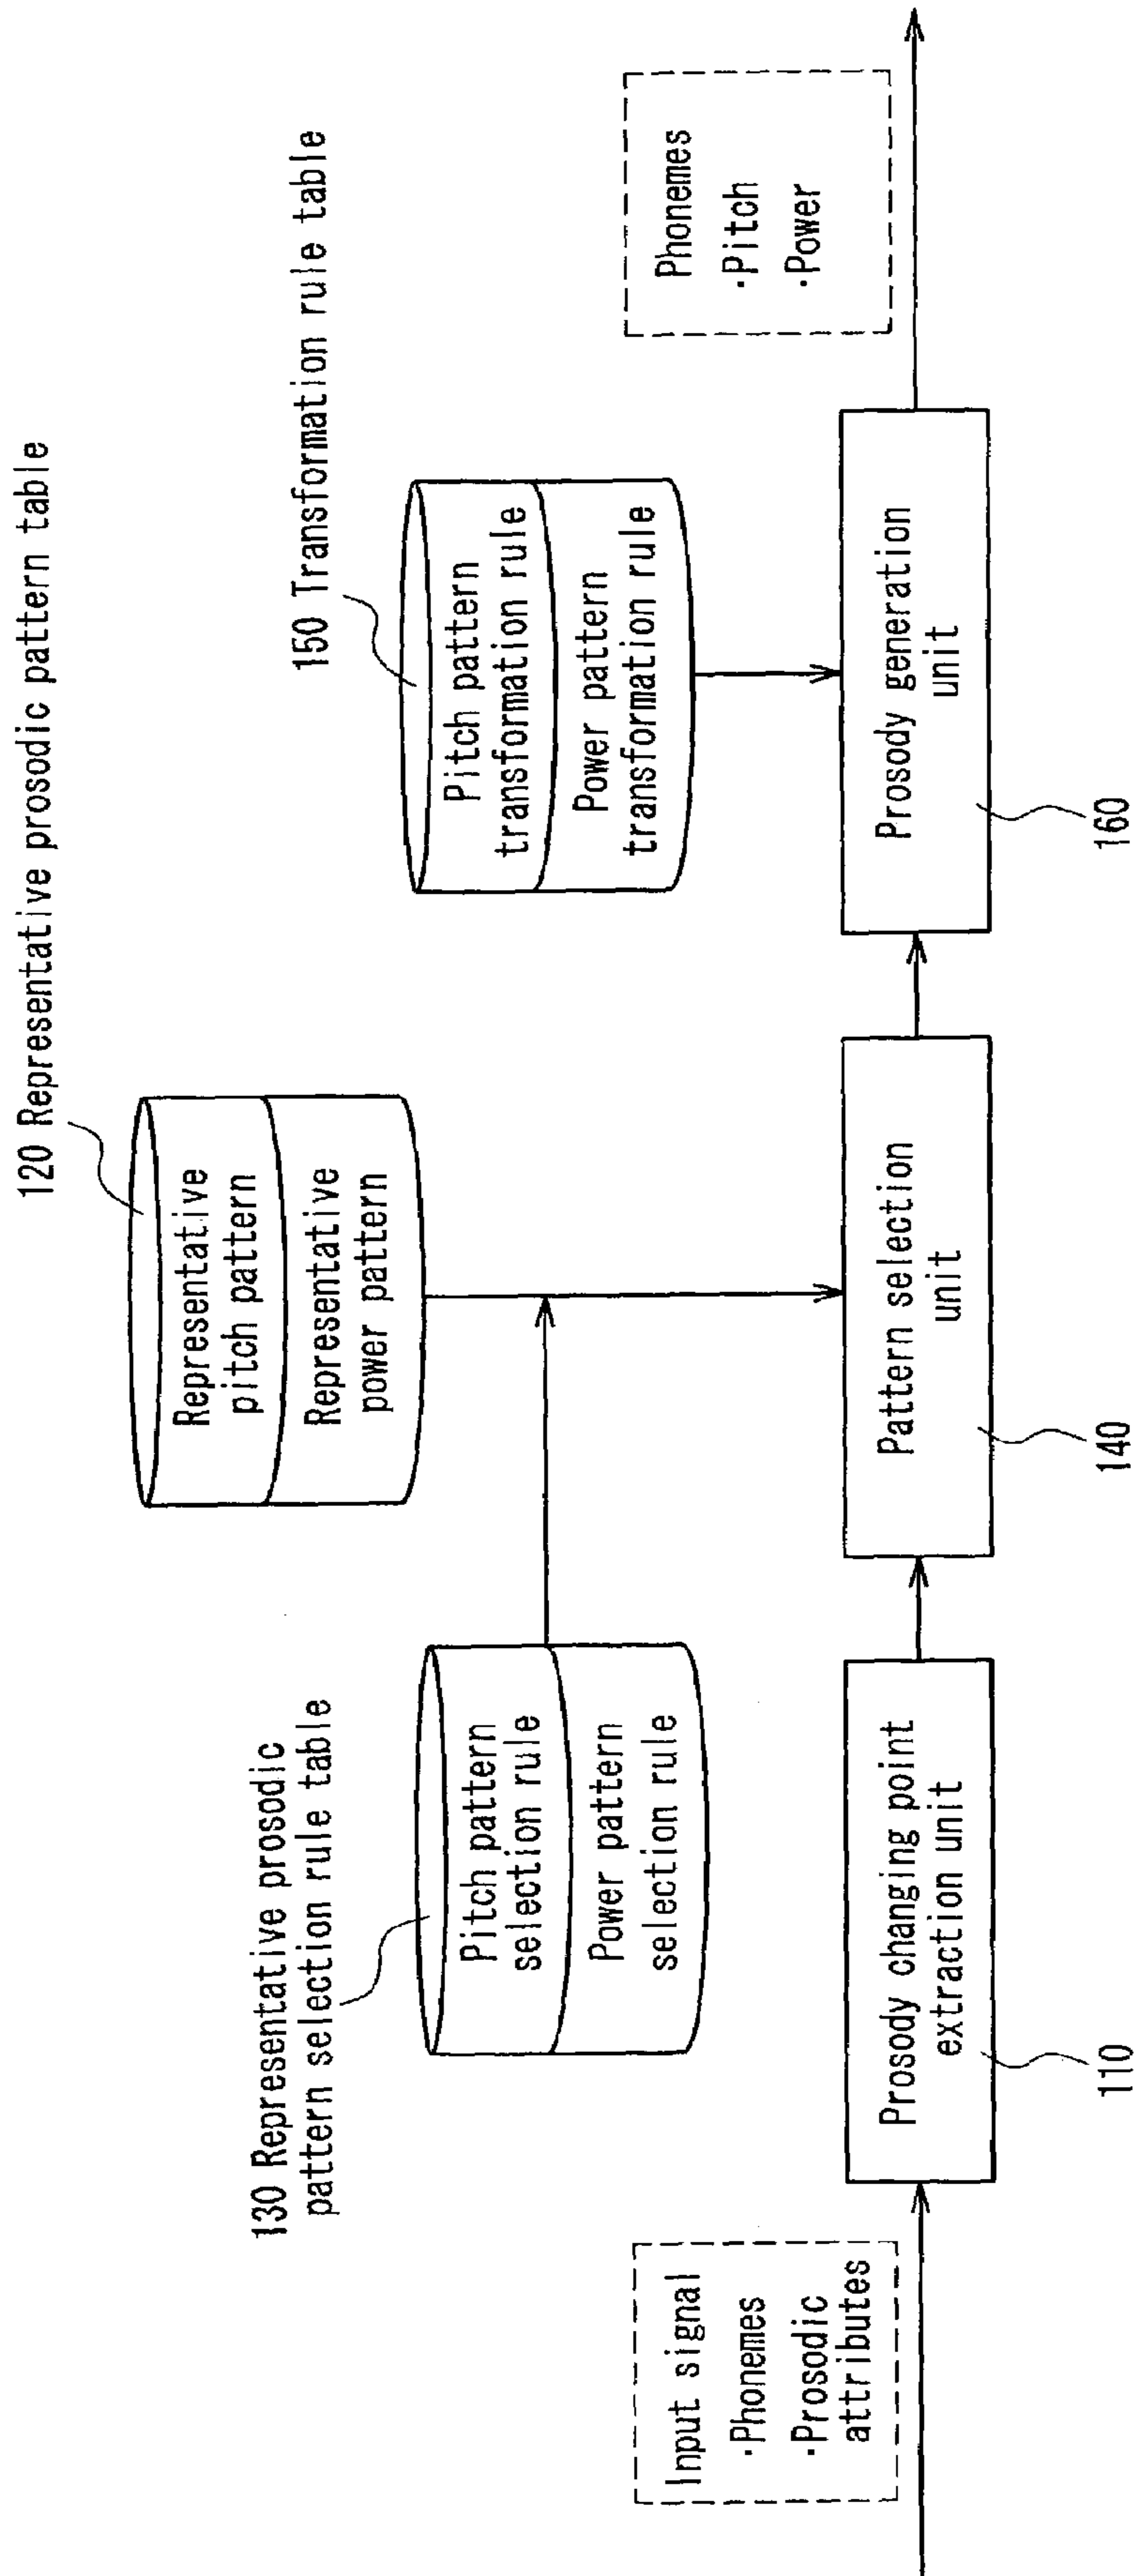 120 Representative prosodic pattern table
Representative
pitch pattern
Representative
power pattern
130 Representative prosodic
pattern selection rule table
Pitch pattern
selection rule
Power pattern
selection rule
150 Transformation rule table
Pitch pattern
transformation rule
Power pattern
transformation rule
Input signal
·Phonemes
·Prosodic
attributes
Prosody changing point
extraction unit
110
Pattern selection
unit
140
Prosody generation
unit
160
Phonemes
·Pitch
·Power